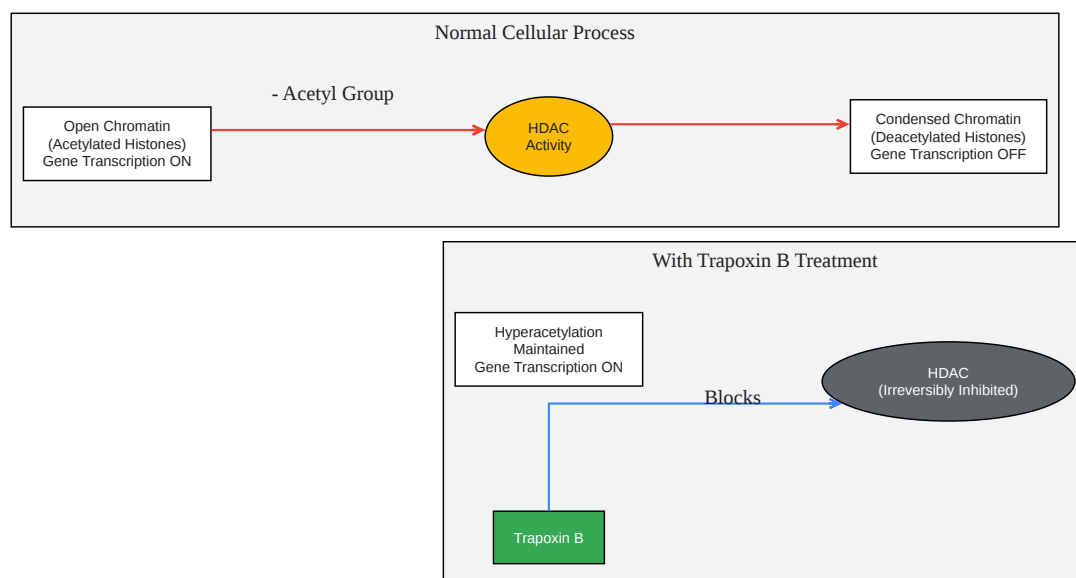 Normal Cellular Process
- Acetyl Group
Open Chromatin
(Acetylated Histones)
Gene Transcription ON
HDAC
Activity
Condensed Chromatin
(Deacetylated Histones)
Gene Transcription OFF
With Trapoxin B Treatment
Hyperacetylation
Maintained
Gene Transcription ON
HDAC
(Irreversibly Inhibited)
Blocks
Trapoxin B